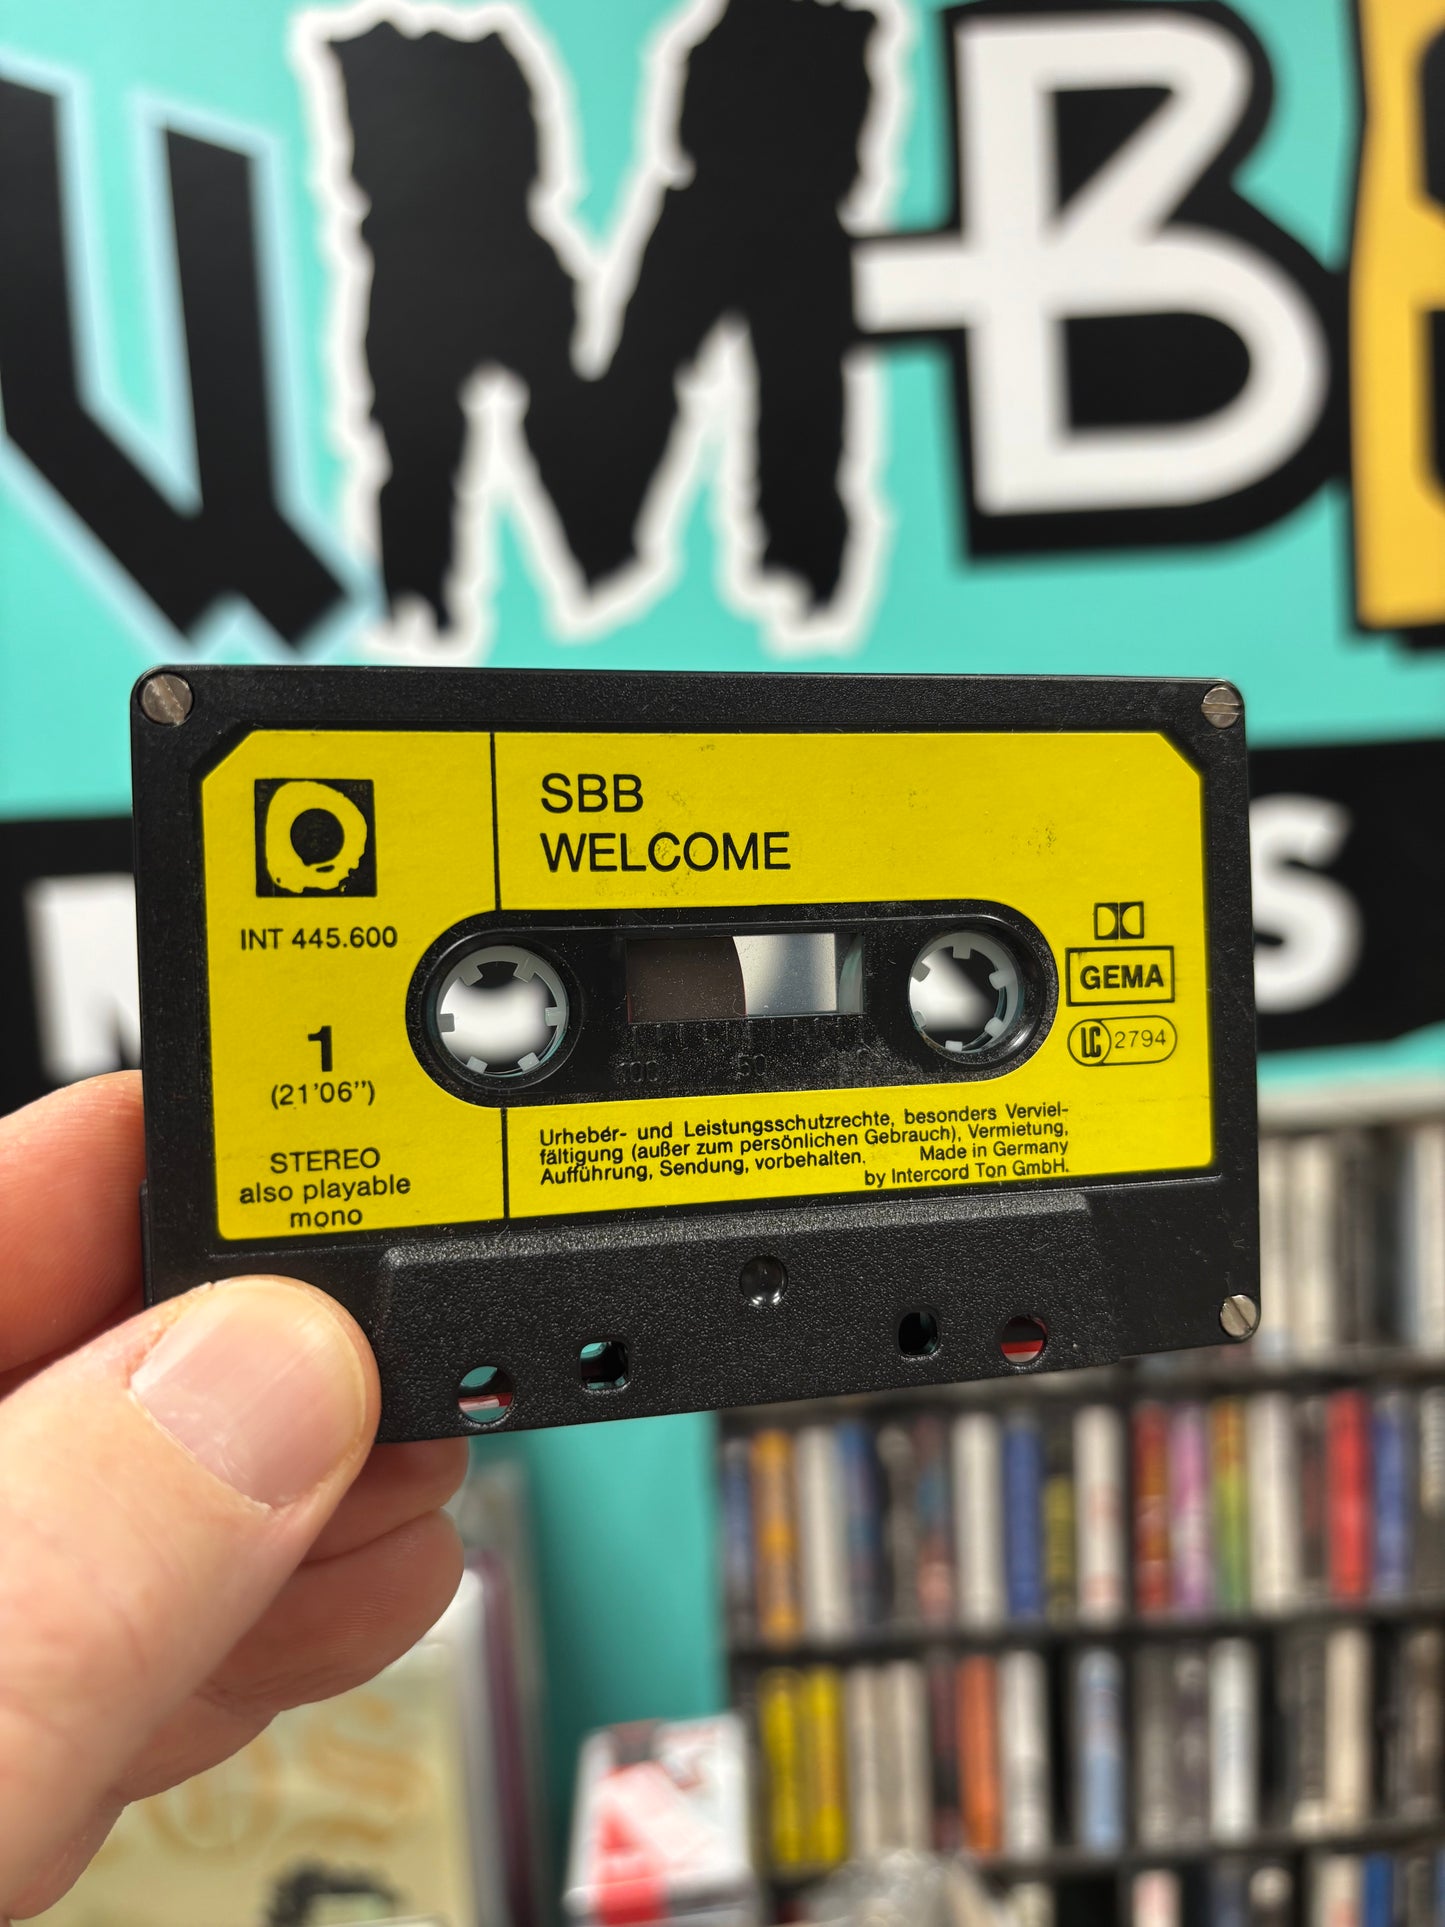 UMB
S
SBB
WELCOME
INT 445.600
GEMA
LC 2794
1
(21'06")
100 50
STEREO
also playable
mono
Urheber- und Leistungsschutzrechte, besonders Verviel-
fältigung (außer zum persönlichen Gebrauch), Vermietung,
Aufführung, Sendung, vorbehalten. Made in Germany
by Intercord Ton GmbH.